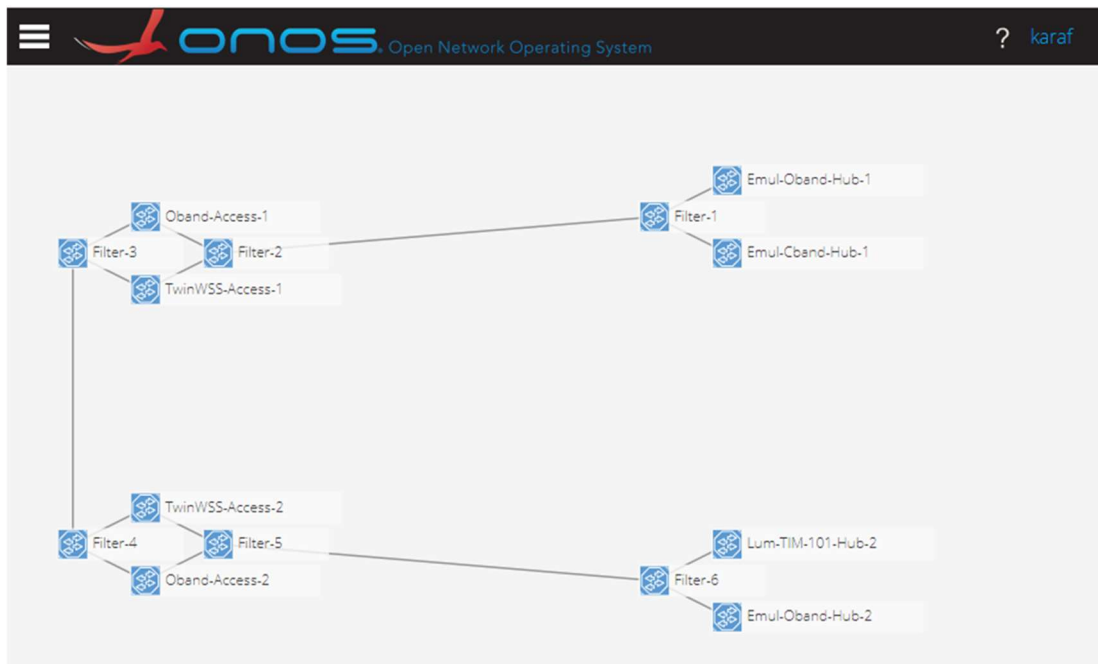 onos. Open Network Operating System
? karaf
Emul-Oband-Hub-1
Oband-Access-1
Filter-1
Filter-3
Filter-2
Emul-Cband-Hub-1
TwinWSS-Access-1
TwinWSS-Access-2
Filter-4
Filter-5
Lum-TIM-101-Hub-2
Oband-Access-2
Filter-6
Emul-Oband-Hub-2